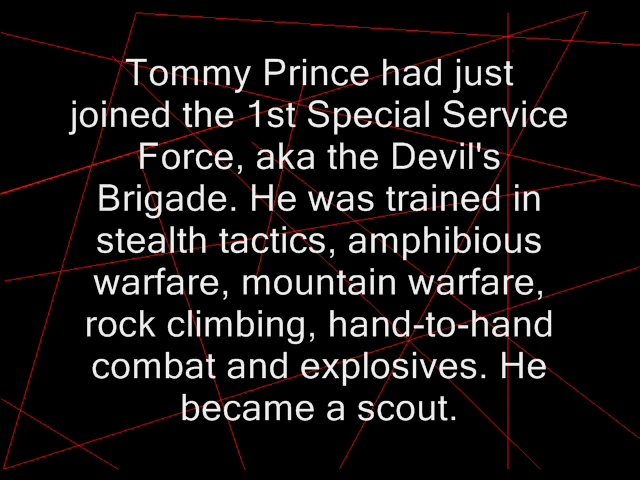 Tommy Prince had just
joined the 1st Special Service
Force, aka the Devil's
Brigade. He was trained in
stealth tactics, amphibious
warfare, mountain warfare,
rock climbing, hand-to-hand
combat and explosives. He
became a scout.